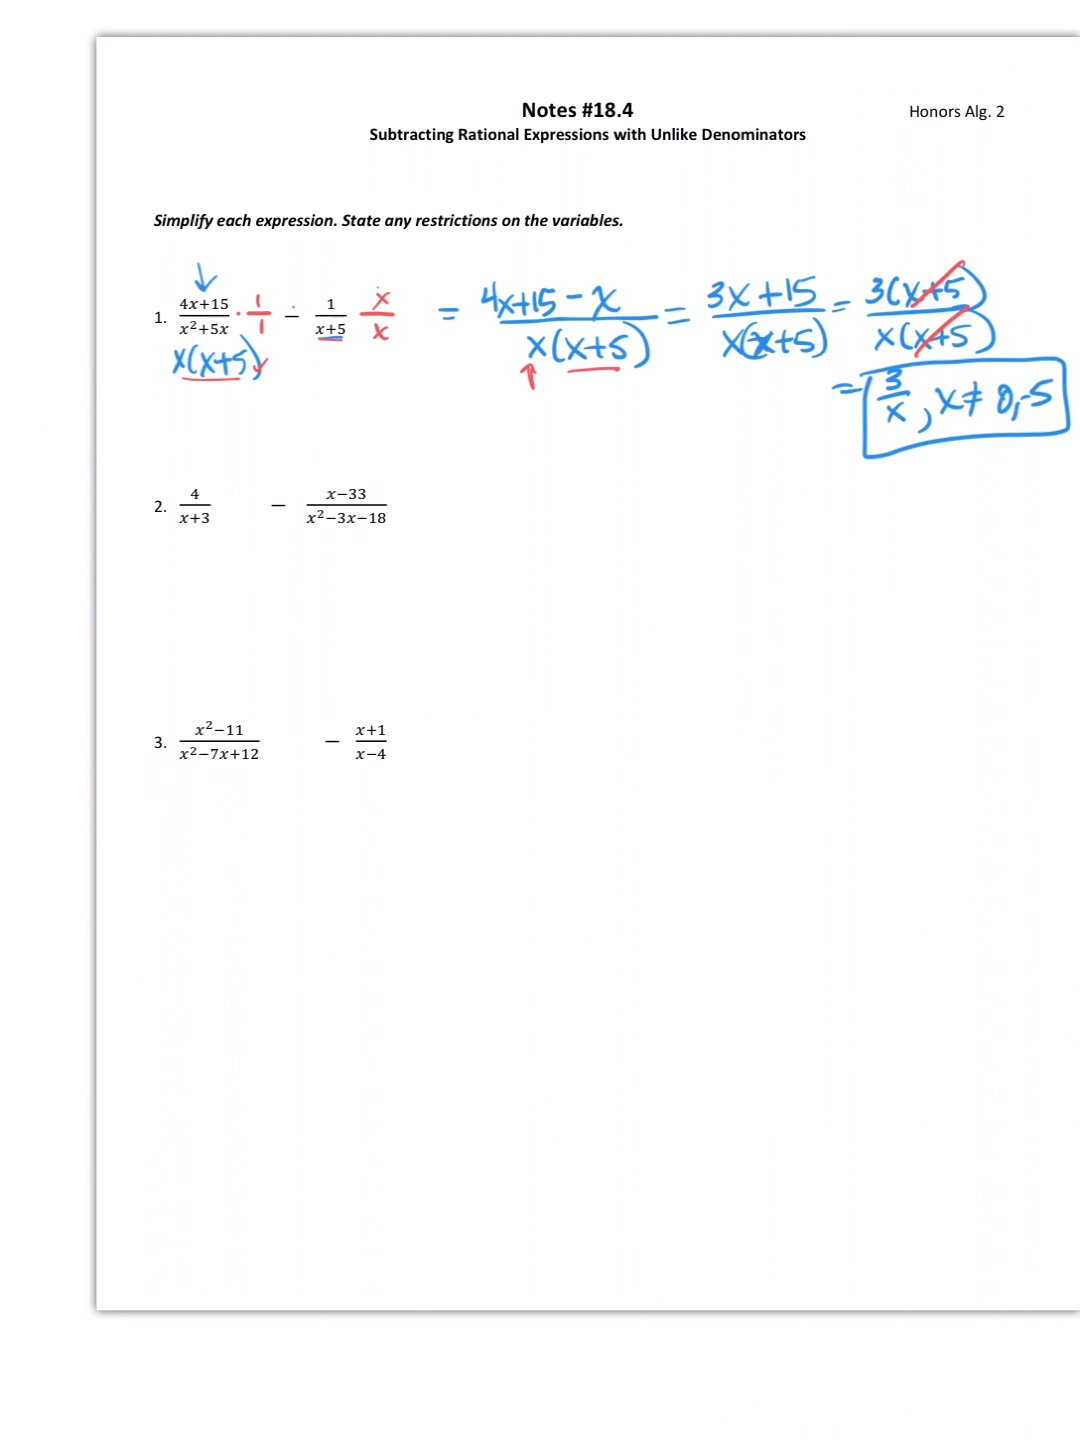 Notes #18.4
Honors Alg. 2
Subtracting Rational Expressions with Unlike Denominators
Simplify each expression. State any restrictions on the variables.
1. (4x+15)/(x²+5x) · 1/1 − 1/(x+5) x/x = (4x+15−x)/(x(x+5)) = (3x+15)/(x(x+5)) = 3(x+5)/(x(x+5))
x(x+5)
= 3/x, x≠0,-5
2. 4/(x+3) − (x−33)/(x²−3x−18)
3. (x²−11)/(x²−7x+12) − (x+1)/(x−4)